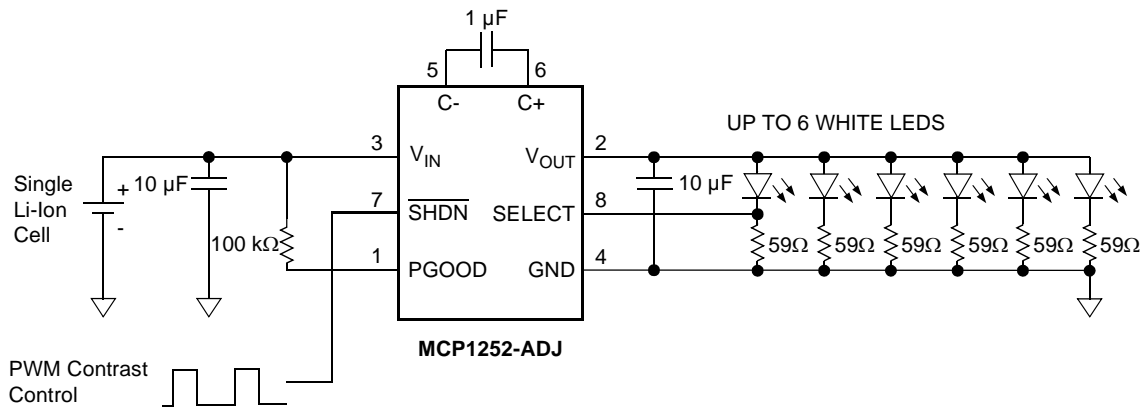 1 µF
5
6
C-
C+
UP TO 6 WHITE LEDS
3
2
VIN
VOUT
Single
Li-Ion
Cell
+
-
10 µF
10 µF
7
SHDN
SELECT
8
100 kΩ
59Ω
59Ω
59Ω
59Ω
59Ω
59Ω
1
PGOOD
GND
4
MCP1252-ADJ
PWM Contrast
Control